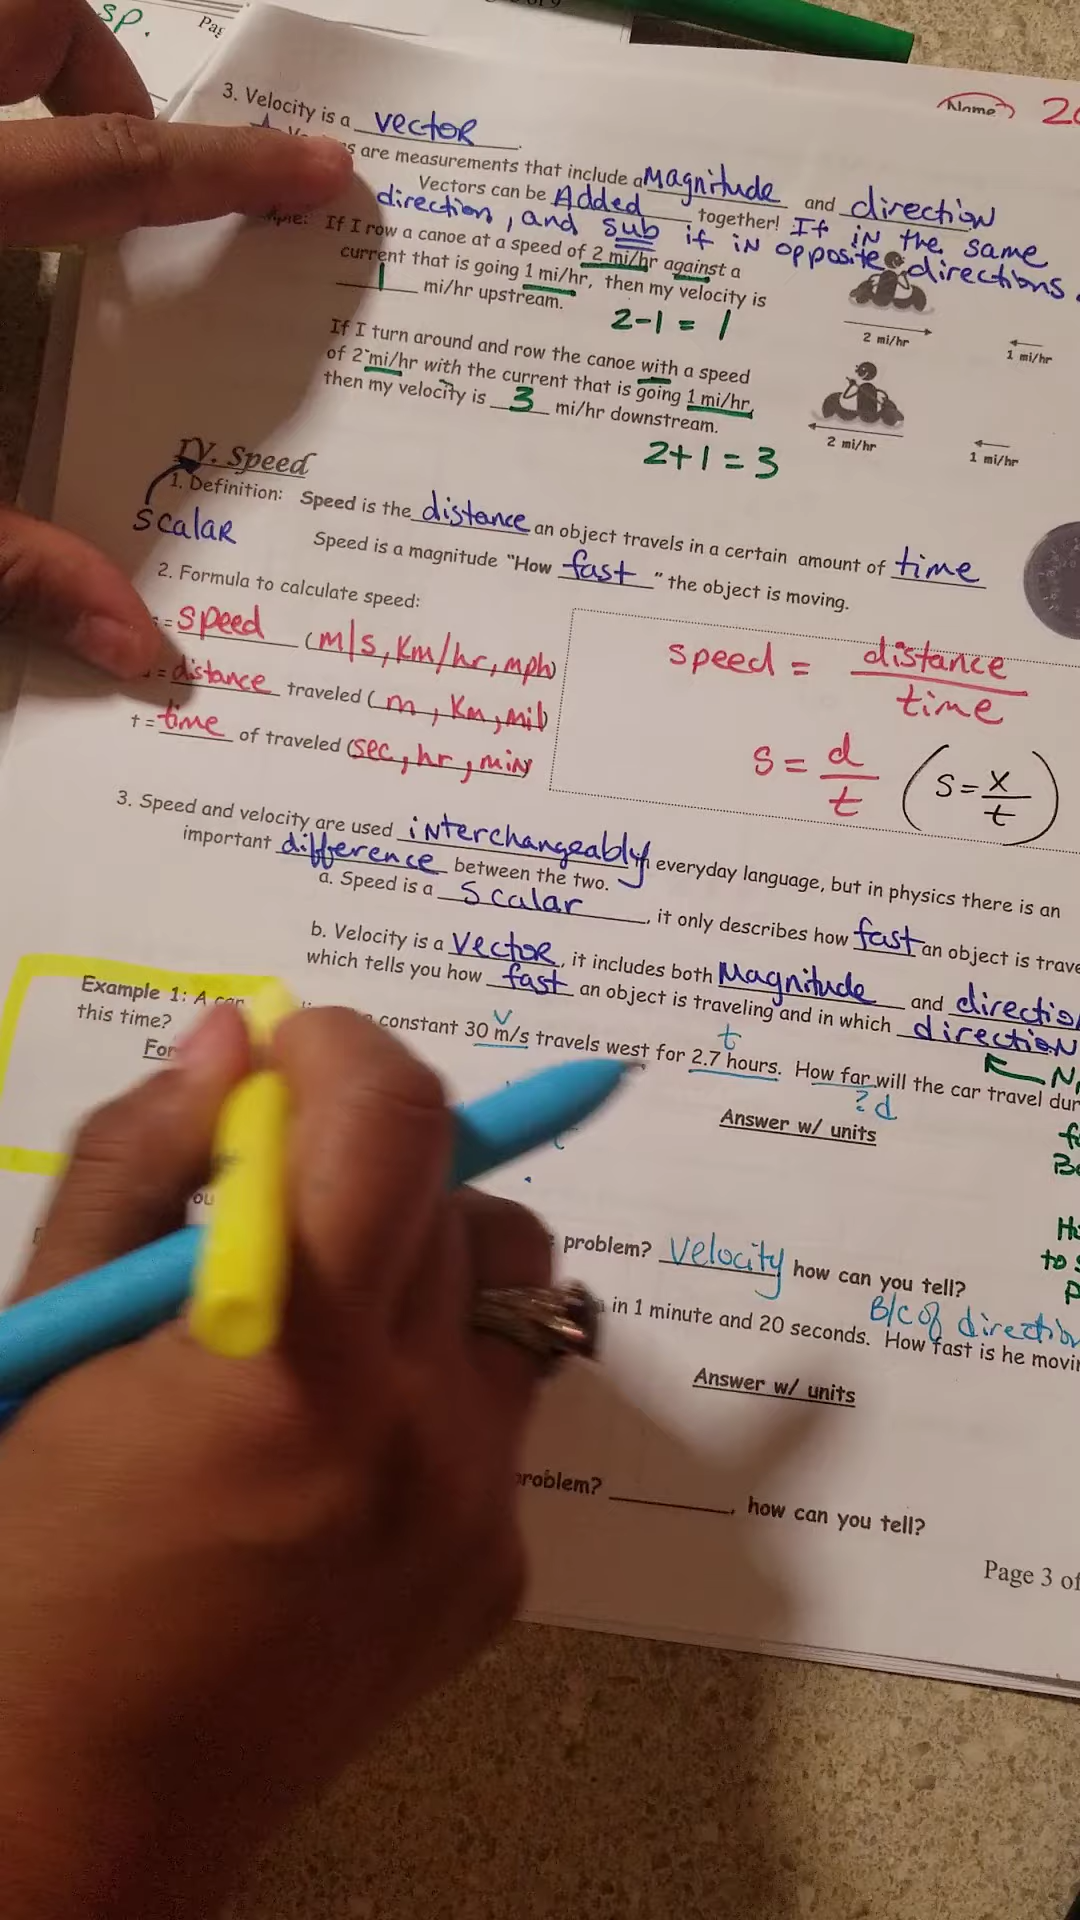 sp.
Pag
Name
3. Velocity is a vector.
s are measurements that include a Magnitude and direction
Vectors can be Added together! If in the same
direction, and sub if in opposite directions.
If I row a canoe at a speed of 2 mi/hr against a
current that is going 1 mi/hr, then my velocity is
1 mi/hr upstream.
2-1 = 1
2 mi/hr
1 mi/hr
If I turn around and row the canoe with a speed
of 2 mi/hr with the current that is going 1 mi/hr,
then my velocity is 3 mi/hr downstream.
2+1=3
2 mi/hr
1 mi/hr
IV. Speed
1. Definition: Speed is the distance an object travels in a certain amount of time
scalar
Speed is a magnitude "How fast" the object is moving.
2. Formula to calculate speed:
= speed (m/s, Km/hr, mph)
= distance traveled (m, Km, mil)
t = time of traveled (sec, hr, min)
speed = distance / time
s = d/t (s = x/t)
3. Speed and velocity are used interchangeably in everyday language, but in physics there is an
important difference between the two.
a. Speed is a scalar, it only describes how fast an object is trave
b. Velocity is a vector, it includes both Magnitude and directio
which tells you how fast an object is traveling and in which direction
Example 1: A car constant 30 m/s travels west for 2.7 hours. How far will the car travel dur
this time?
v
t
? d
For
Answer w/ units
problem? velocity how can you tell?
B/C of direction
in 1 minute and 20 seconds. How fast is he movin
Answer w/ units
problem? , how can you tell?
Page 3 of